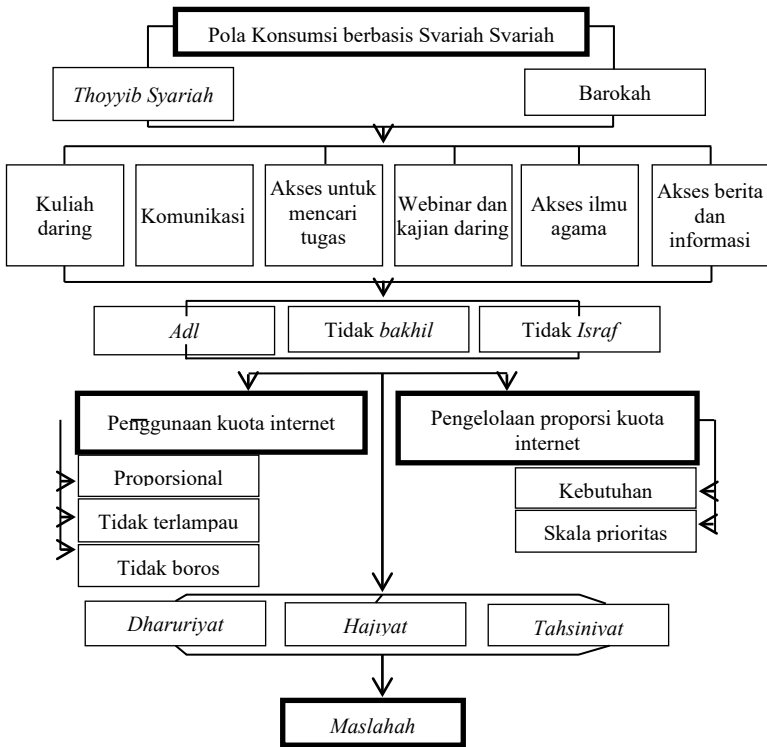 Pola Konsumsi berbasis Syariah Syariah
Thoyyib Syariah
Barokah
Kuliah
daring
Komunikasi
Akses untuk
mencari
tugas
Webinar dan
kajian daring
Akses ilmu
agama
Akses berita
dan
informasi
Adl
Tidak bakhil
Tidak Israf
Penggunaan kuota internet
Pengelolaan proporsi kuota
internet
Proporsional
Tidak terlampau
Tidak boros
Kebutuhan
Skala prioritas
Dharuriyat
Hajiyat
Tahsiniyat
Maslahah